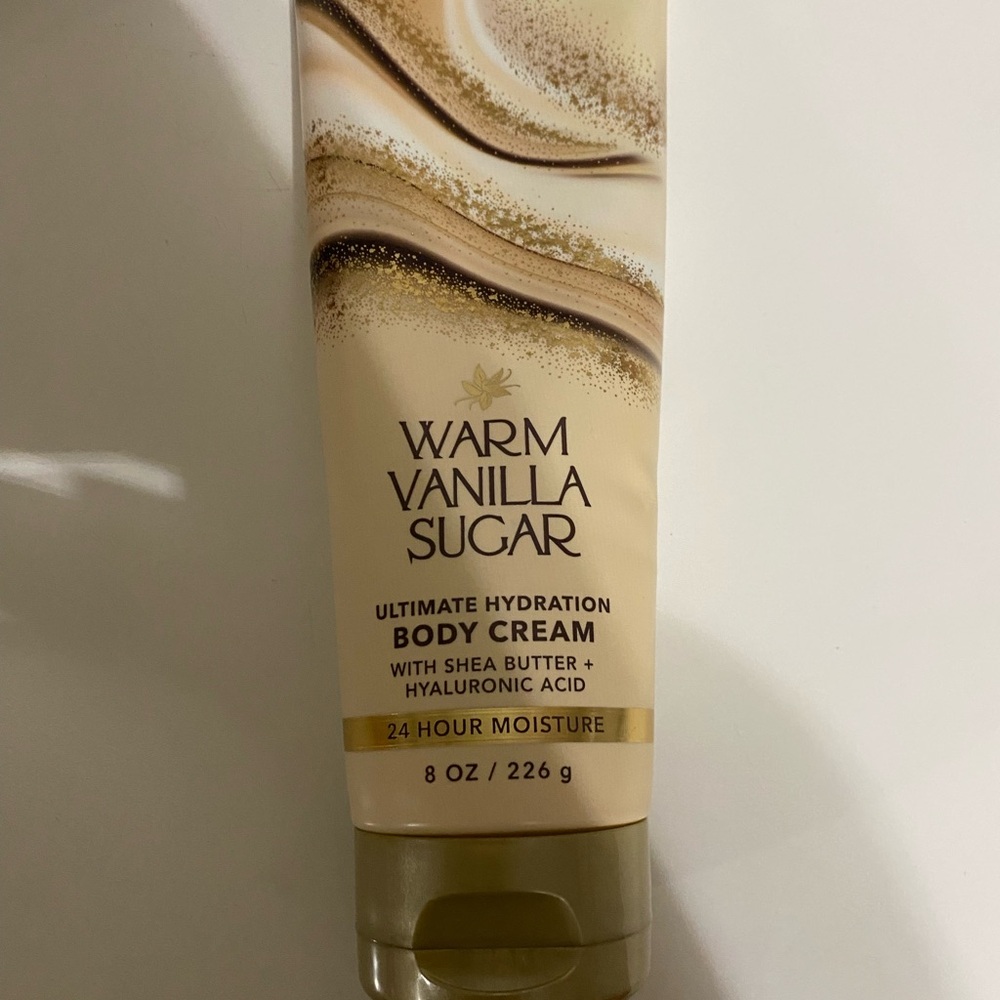 WARM
VANILLA
SUGAR
ULTIMATE HYDRATION
BODY CREAM
WITH SHEA BUTTER +
HYALURONIC ACID
24 HOUR MOISTURE
8 OZ / 226 g